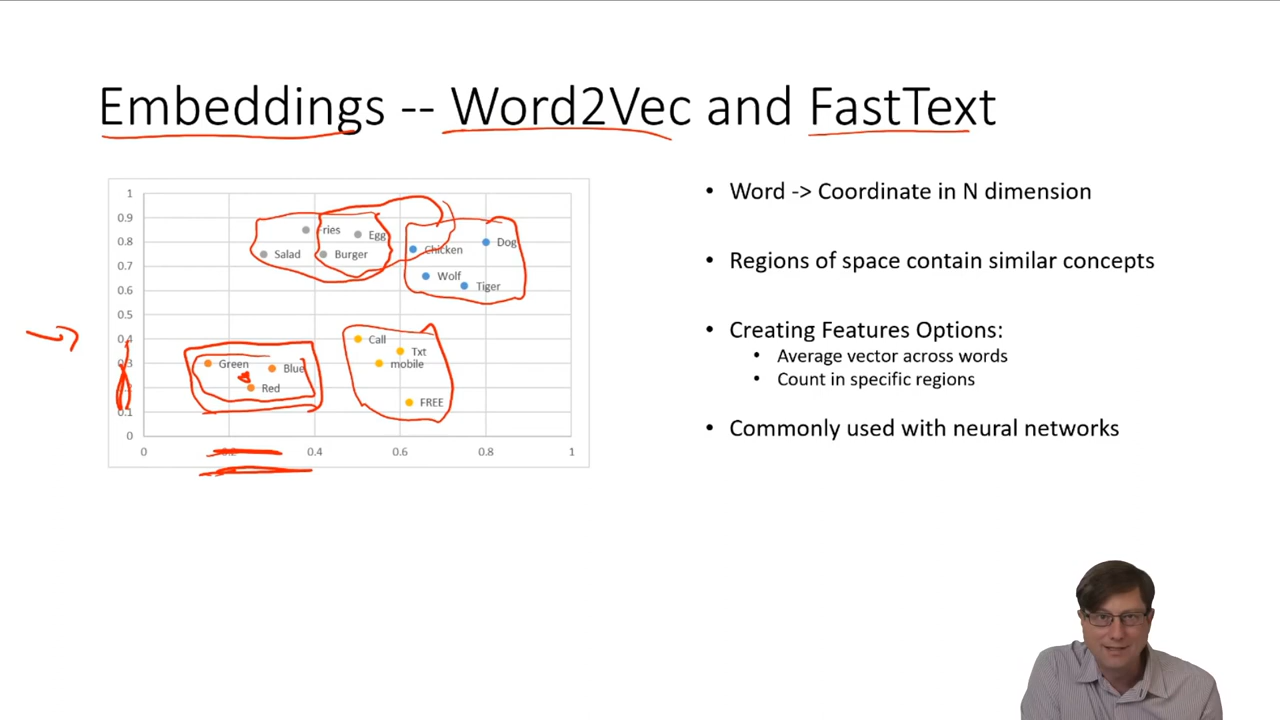 Embeddings -- Word2Vec and FastText
1
0.9
0.8
0.7
0.6
0.5
0.4
0.3
0.1
0
0
0.2
0.4
0.6
0.8
1
Fries
Egg
Salad
Burger
Chicken
Dog
Wolf
Tiger
Call
Txt
mobile
FREE
Green
Blue
Red
• Word -> Coordinate in N dimension
• Regions of space contain similar concepts
• Creating Features Options:
• Average vector across words
• Count in specific regions
• Commonly used with neural networks